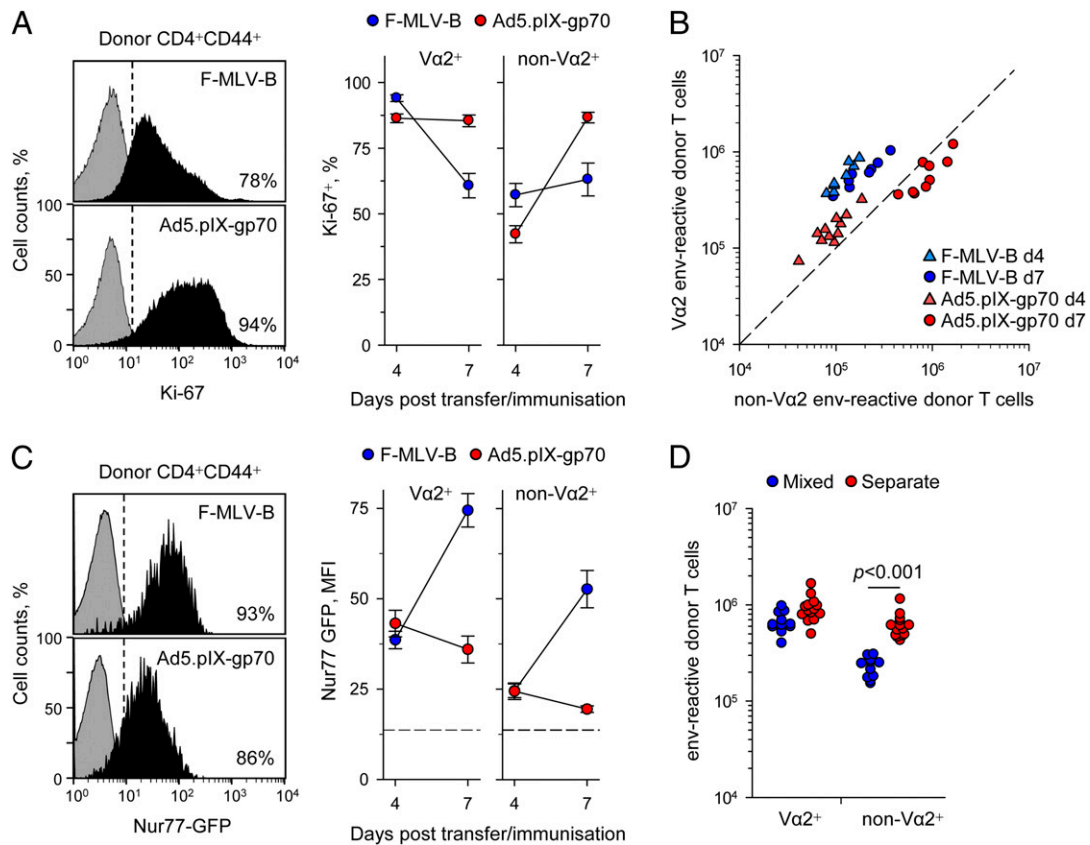 A
Donor CD4⁺CD44⁺
F-MLV-B
78%
Ad5.pIX-gp70
94%
Cell counts, %
100
50
0
10⁰ 10¹ 10² 10³ 10⁴
Ki-67
F-MLV-B Ad5.pIX-gp70
Vα2⁺ non-Vα2⁺
Ki-67⁺, %
100
75
50
25
0
4 7 4 7
Days post transfer/immunisation
B
Vα2 env-reactive donor T cells
10⁷
10⁶
10⁵
10⁴
F-MLV-B d4
F-MLV-B d7
Ad5.pIX-gp70 d4
Ad5.pIX-gp70 d7
10⁴ 10⁵ 10⁶ 10⁷
non-Vα2 env-reactive donor T cells
C
Donor CD4⁺CD44⁺
F-MLV-B
93%
Ad5.pIX-gp70
86%
Cell counts, %
100
50
0
10⁰ 10¹ 10² 10³ 10⁴
Nur77-GFP
F-MLV-B Ad5.pIX-gp70
Vα2⁺ non-Vα2⁺
Nur77 GFP, MFI
75
50
25
0
4 7 4 7
Days post transfer/immunisation
D
Mixed Separate
env-reactive donor T cells
10⁷
10⁶
10⁵
10⁴
p<0.001
Vα2⁺ non-Vα2⁺